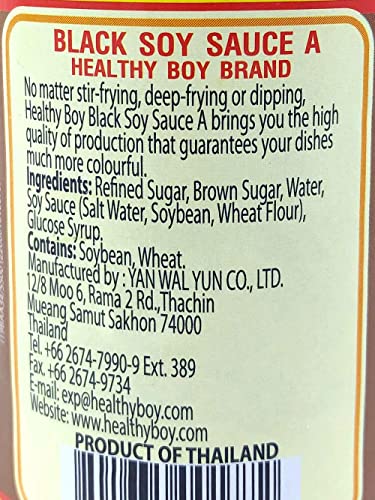 BLACK SOY SAUCE A
HEALTHY BOY BRAND
No matter stir-frying, deep-frying or dipping,
Healthy Boy Black Soy Sauce A brings you the high
quality of production that guarantees your dishes
much more colourful.
Ingredients: Refined Sugar, Brown Sugar, Water,
Soy Sauce (Salt Water, Soybean, Wheat Flour),
Glucose Syrup.
Contains: Soybean, Wheat.
Manufactured by : YAN WAL YUN CO., LTD.
12/8 Moo 6, Rama 2 Rd.,Thachin
Mueang Samut Sakhon 74000
Thailand
Tel. +66 2674-7990-9 Ext. 389
Fax. +66 2674-9734
E-mail: exp@healthyboy.com
Website: www.healthyboy.com
PRODUCT OF THAILAND